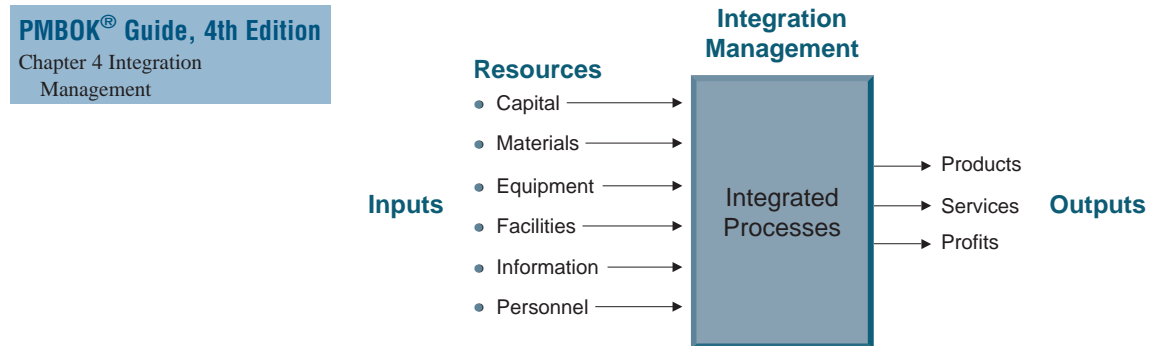 PMBOK® Guide, 4th Edition
Chapter 4 Integration
Management
Integration
Management
Resources
• Capital
• Materials
• Equipment
• Facilities
• Information
• Personnel
Inputs
Integrated
Processes
Products
Services
Profits
Outputs